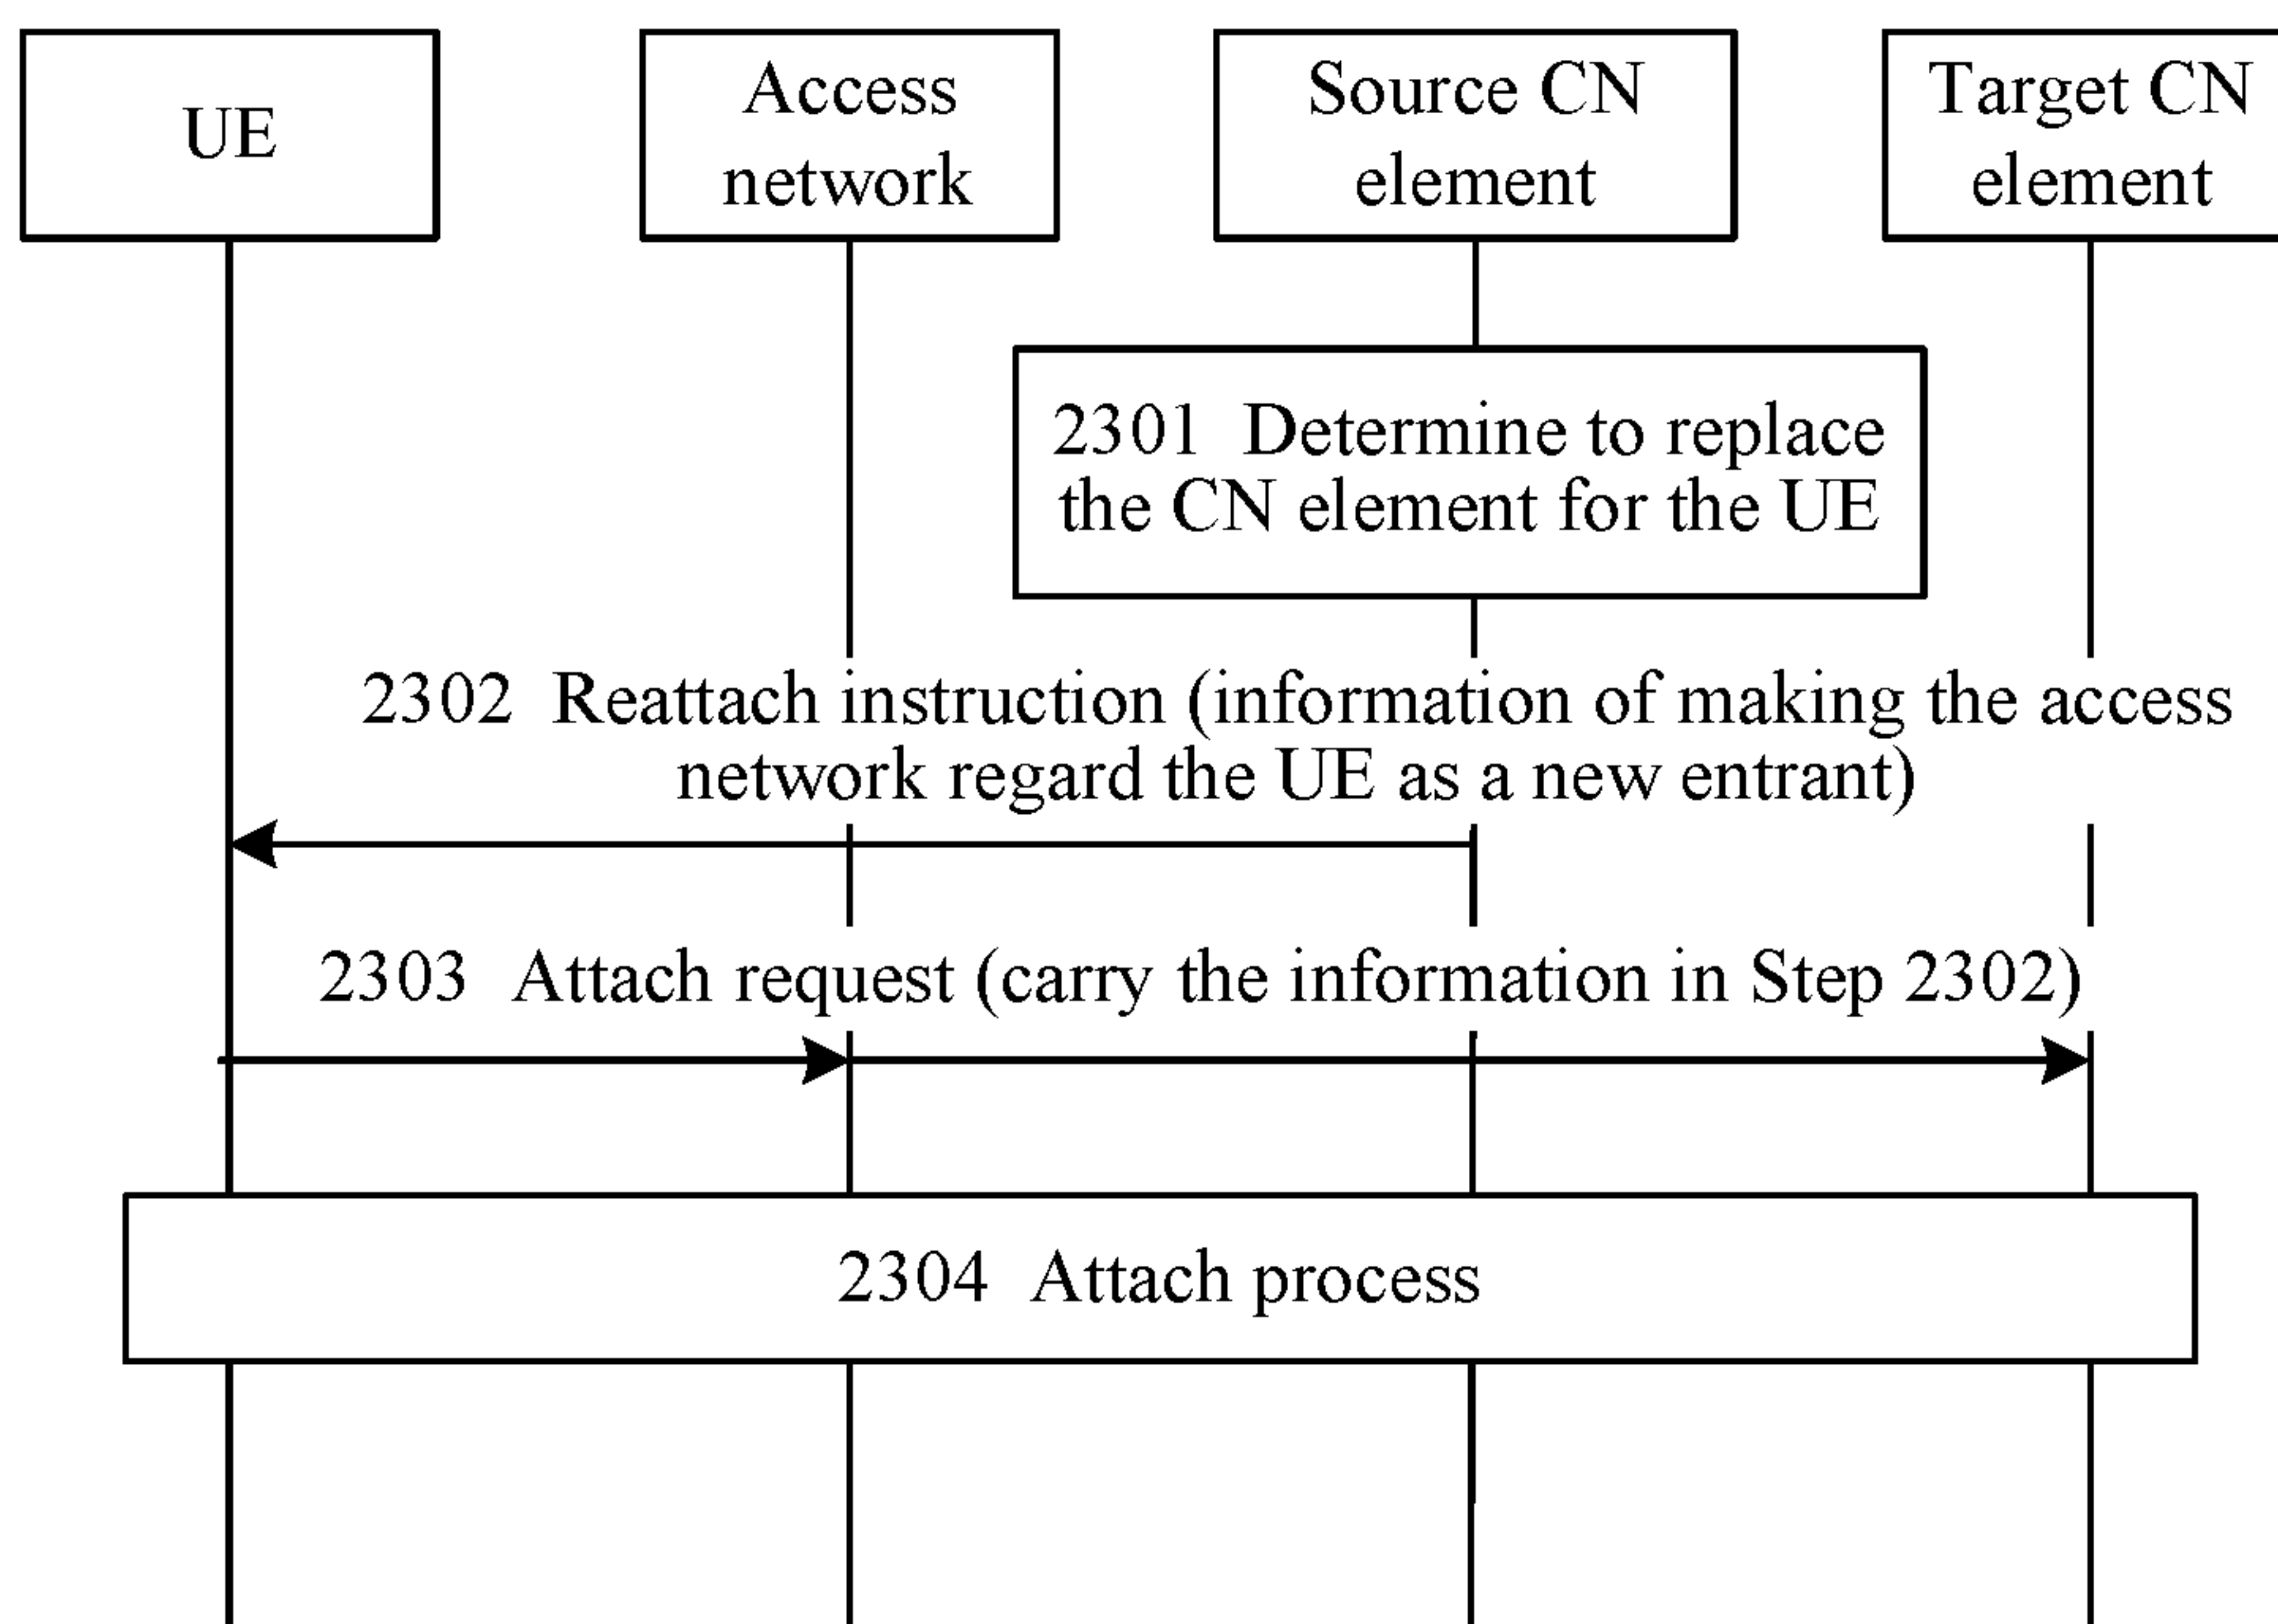 UE
Access
network
Source CN
element
Target CN
element
2301 Determine to replace
the CN element for the UE
2302 Reattach instruction (information of making the access
network regard the UE as a new entrant)
2303 Attach request (carry the information in Step 2302)
2304 Attach process